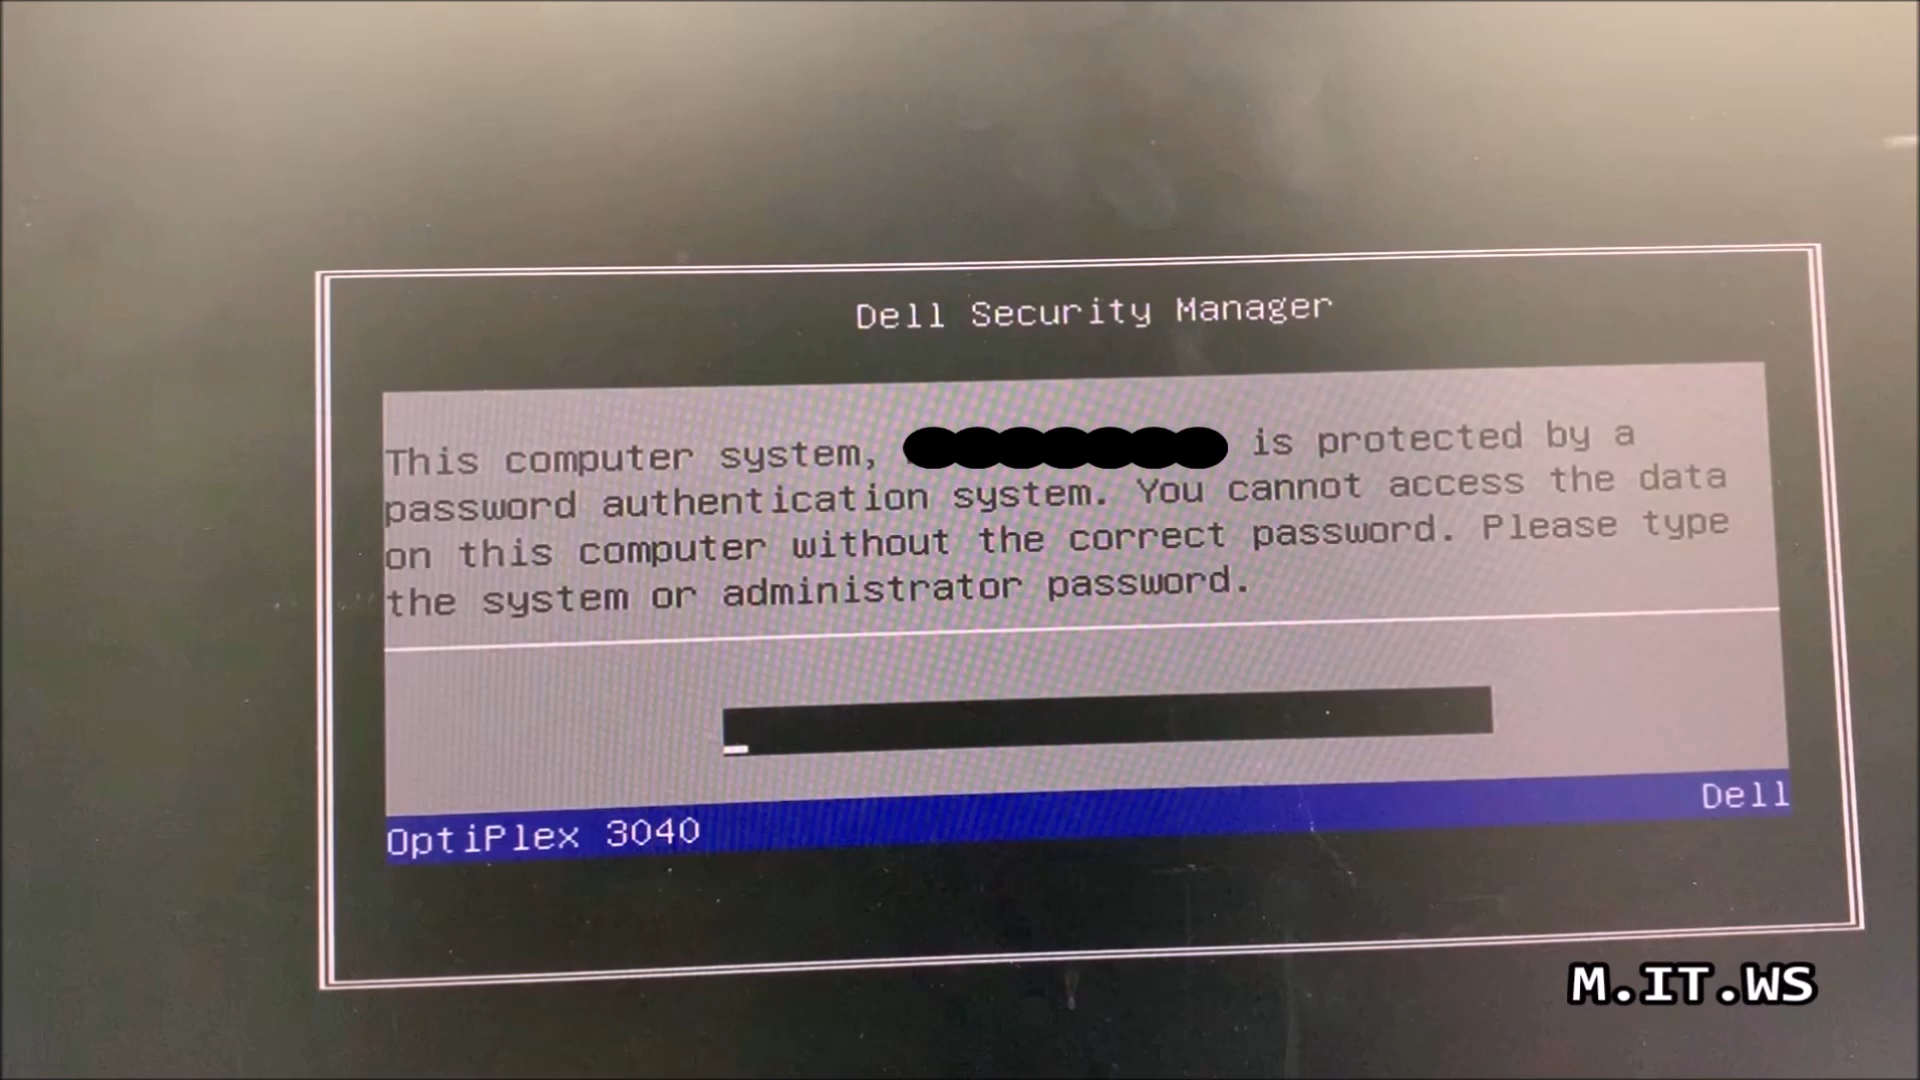 Dell Security Manager
This computer system, is protected by a
password authentication system. You cannot access the data
on this computer without the correct password. Please type
the system or administrator password.
OptiPlex 3040 Dell
M.IT.WS